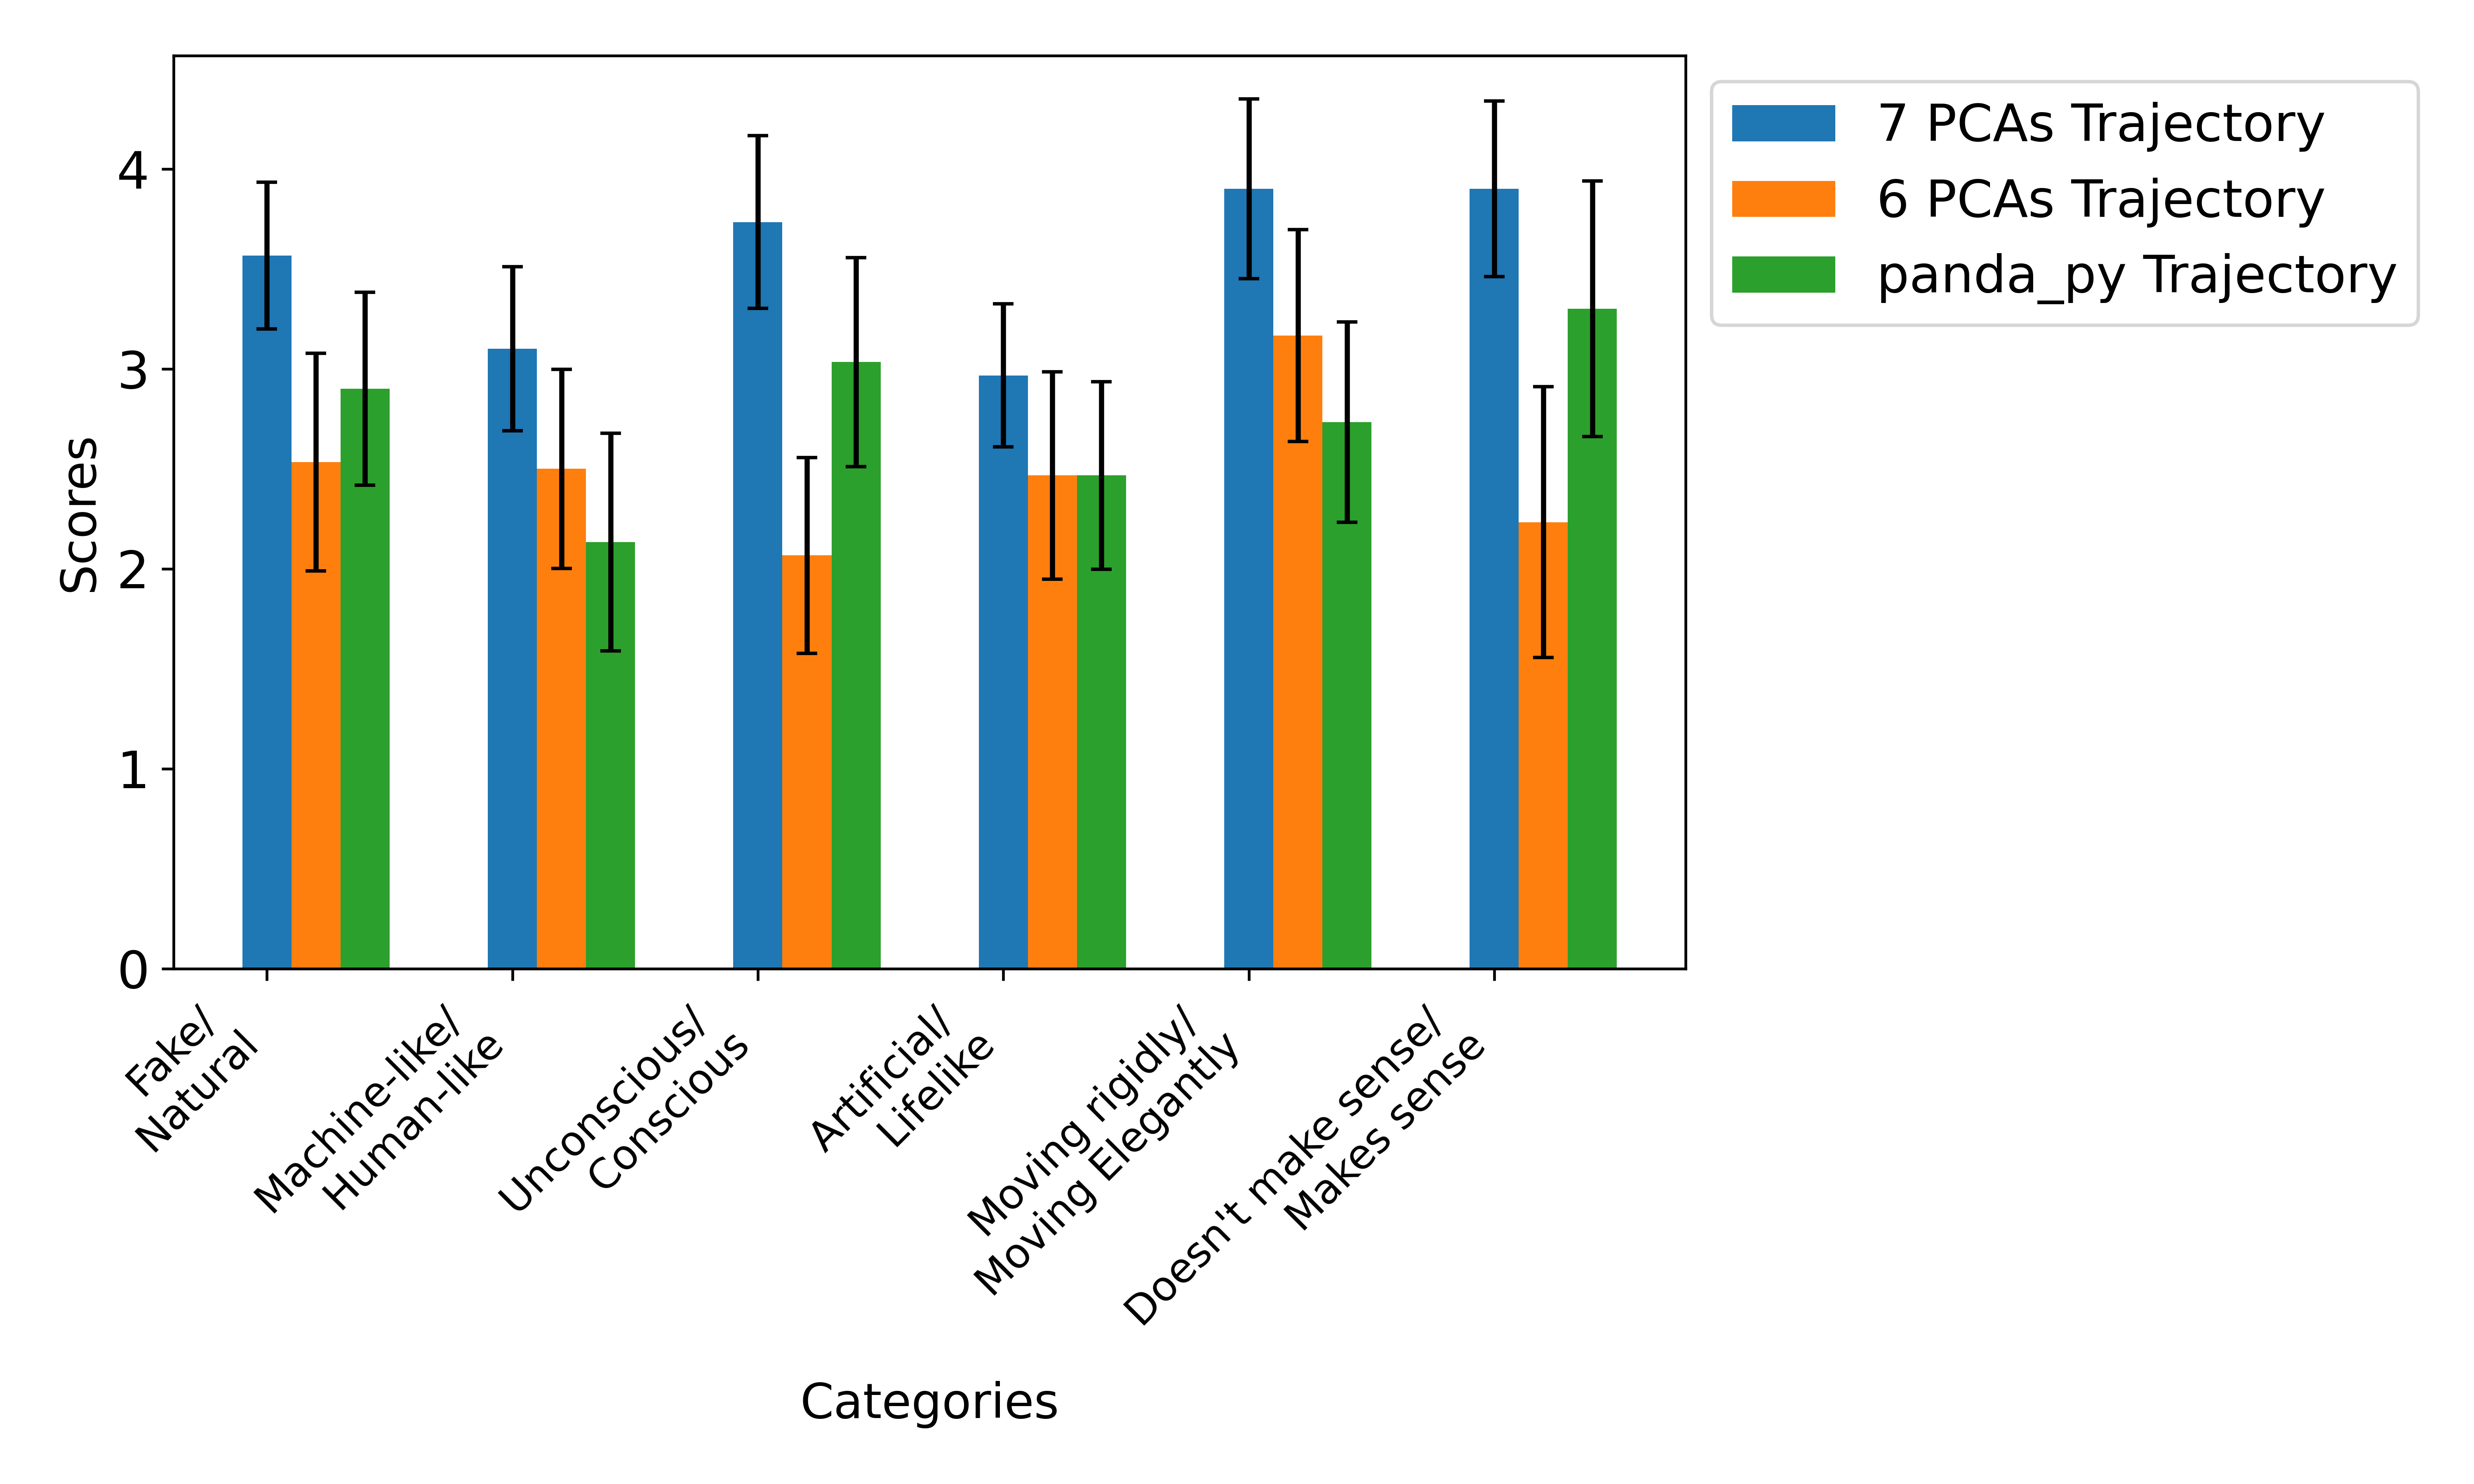 7 PCAs Trajectory
6 PCAs Trajectory
panda_py Trajectory
Scores
4
3
2
1
0
Fake/
Natural
Machine-like/
Human-like
Unconscious/
Conscious
Artificial/
Lifelike
Moving rigidly/
Moving Elegantly
Doesn't make sense/
Makes sense
Categories